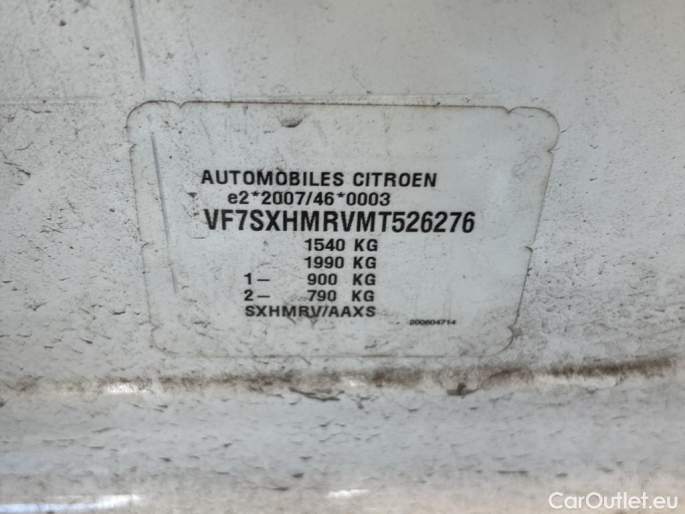 AUTOMOBILES CITROEN
e2*2007/46*0003
VF7SXHMRVMT526276
1540 KG
1990 KG
1– 900 KG
2– 790 KG
SXHMRV/AAXS
200604714
CarOutlet.eu